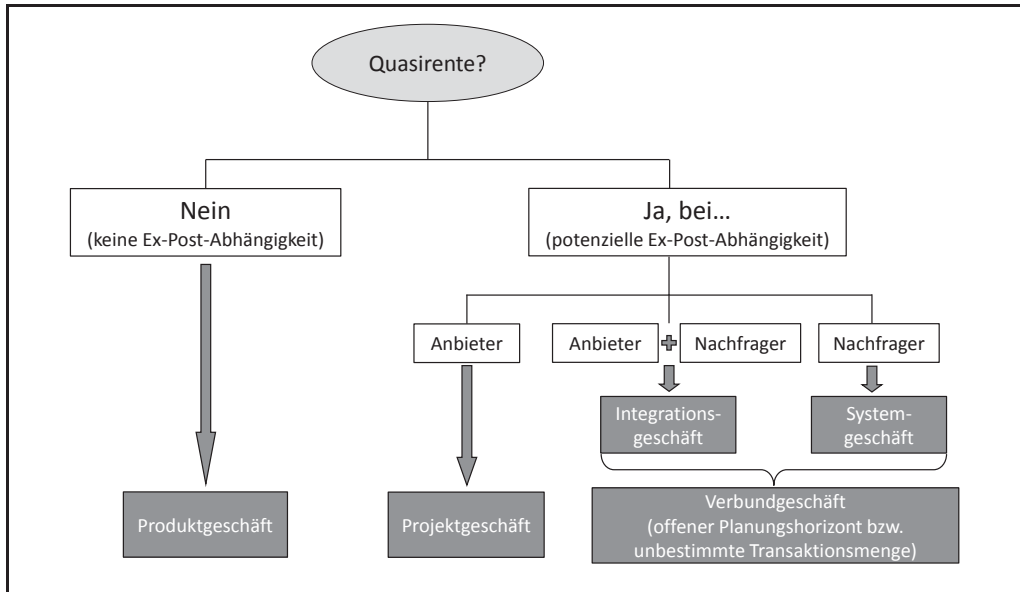 Quasirente?
Nein
(keine Ex-Post-Abhängigkeit)
Ja, bei...
(potenzielle Ex-Post-Abhängigkeit)
Anbieter
Anbieter
Nachfrager
Nachfrager
Integrations-
geschäft
System-
geschäft
Produktgeschäft
Projektgeschäft
Verbundgeschäft
(offener Planungshorizont bzw.
unbestimmte Transaktionsmenge)